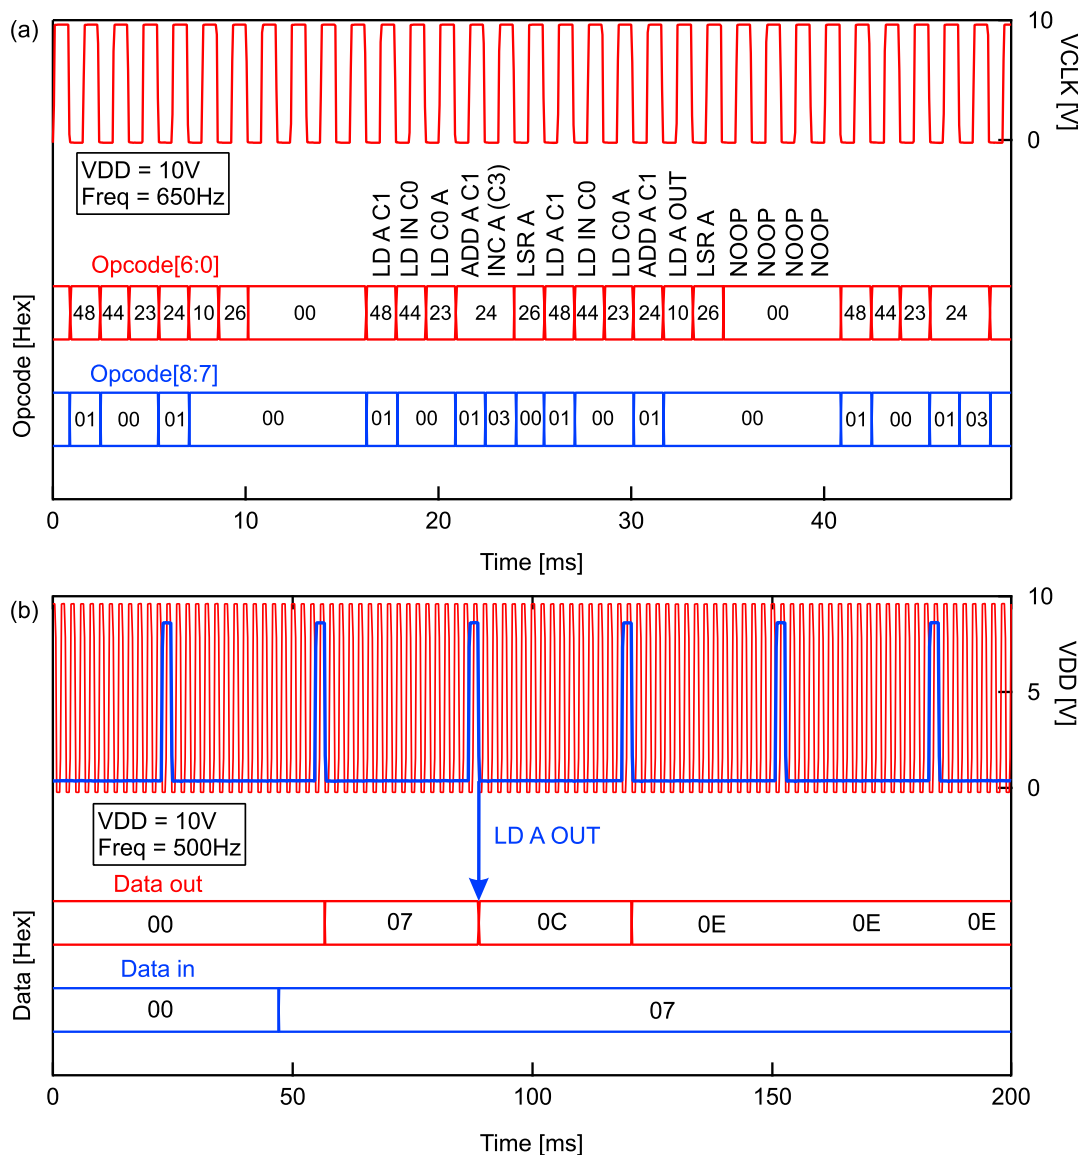 (a)
10
0
VCLK [V]
VDD = 10V
Freq = 650Hz
LD A C1
LD IN C0
LD C0 A
ADD A C1
INC A (C3)
LSR A
LD A C1
LD IN C0
LD C0 A
ADD A C1
LD A OUT
LSR A
NOOP
NOOP
NOOP
NOOP
Opcode[6:0]
48 44 23 24 10 26 00 48 44 23 24 26 48 44 23 24 10 26 00 48 44 23 24
Opcode [Hex]
Opcode[8:7]
01 00 01 00 01 00 01 03 00 01 00 01 00 01 00 01 03
0 10 20 30 40
Time [ms]
(b)
10
5
0
VDD [V]
VDD = 10V
Freq = 500Hz
LD A OUT
Data out
00 07 0C 0E 0E 0E
Data [Hex]
Data in
00 07
0 50 100 150 200
Time [ms]